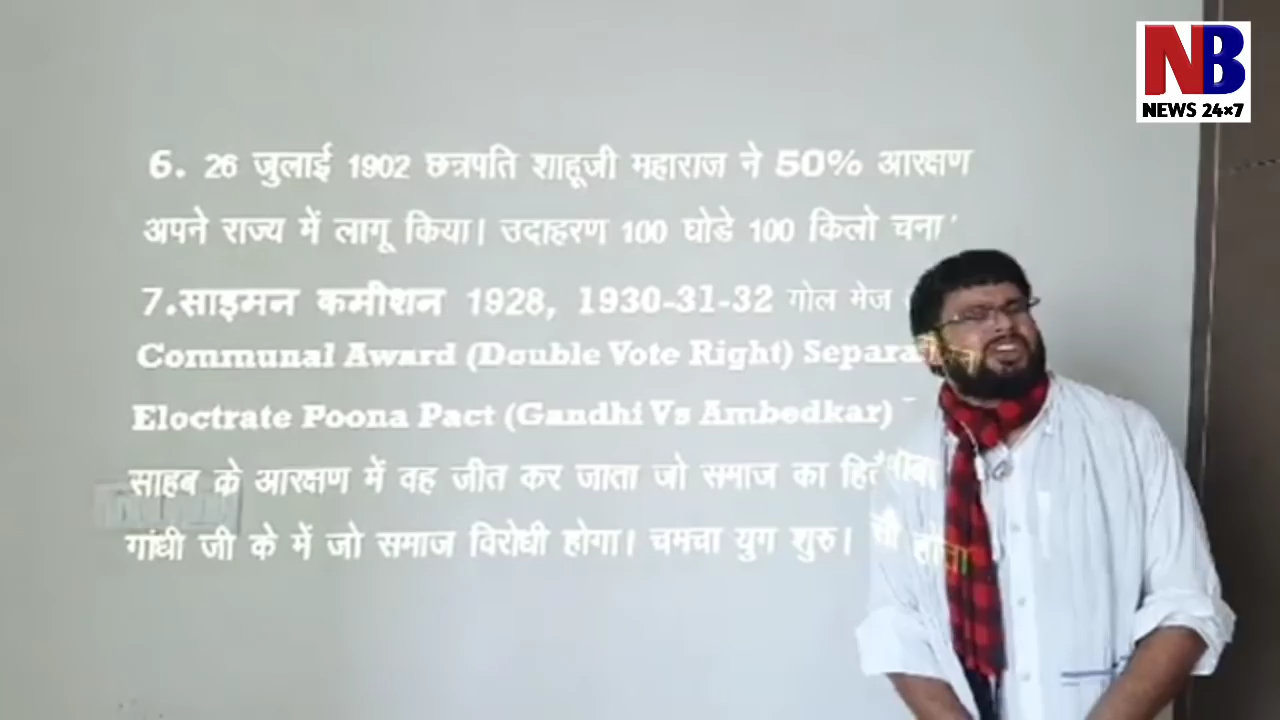 NB
NEWS 24×7
6. 26 जुलाई 1902 छत्रपति शाहूजी महाराज ने 50% आरक्षण
अपने राज्य में लागू किया। उदाहरण 100 घोडे 100 किलो चना
7.साइमन कमीशन 1928, 1930-31-32 गोल मेज
Communal Award (Double Vote Right)
Eloctrate Poona Pact (Gandhi Vs Ambedkar)
साहब के आरक्षण में वह जीत कर जाता जो समाज का
गांधी जी के में जो समाज विरोधी होगा। चमचा युग शुरु।